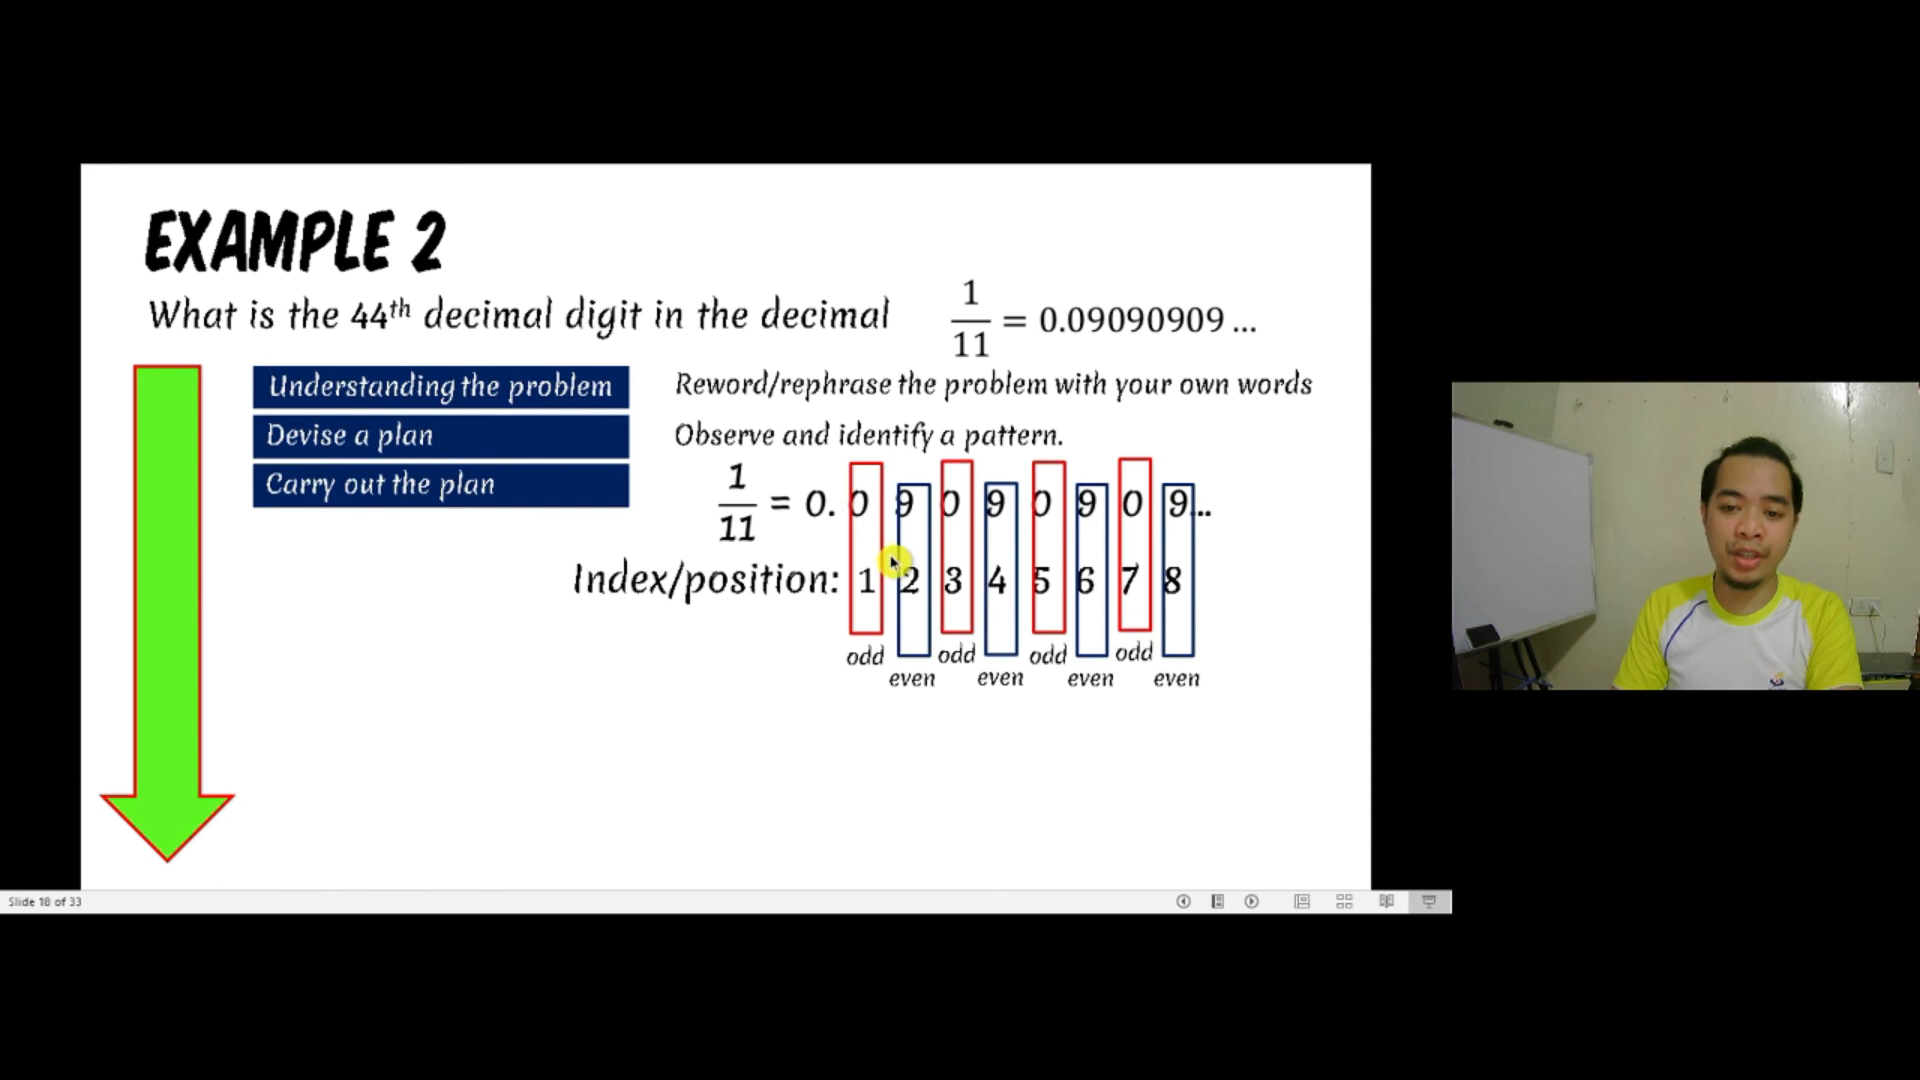 EXAMPLE 2
What is the 44th decimal digit in the decimal 1/11 = 0.09090909...
Understanding the problem
Reword/rephrase the problem with your own words
Devise a plan
Observe and identify a pattern.
Carry out the plan
1/11 = 0. 0 9 0 9 0 9 0 9...
Index/position: 1 2 3 4 5 6 7 8
odd even odd even odd even odd even
Slide 18 of 33